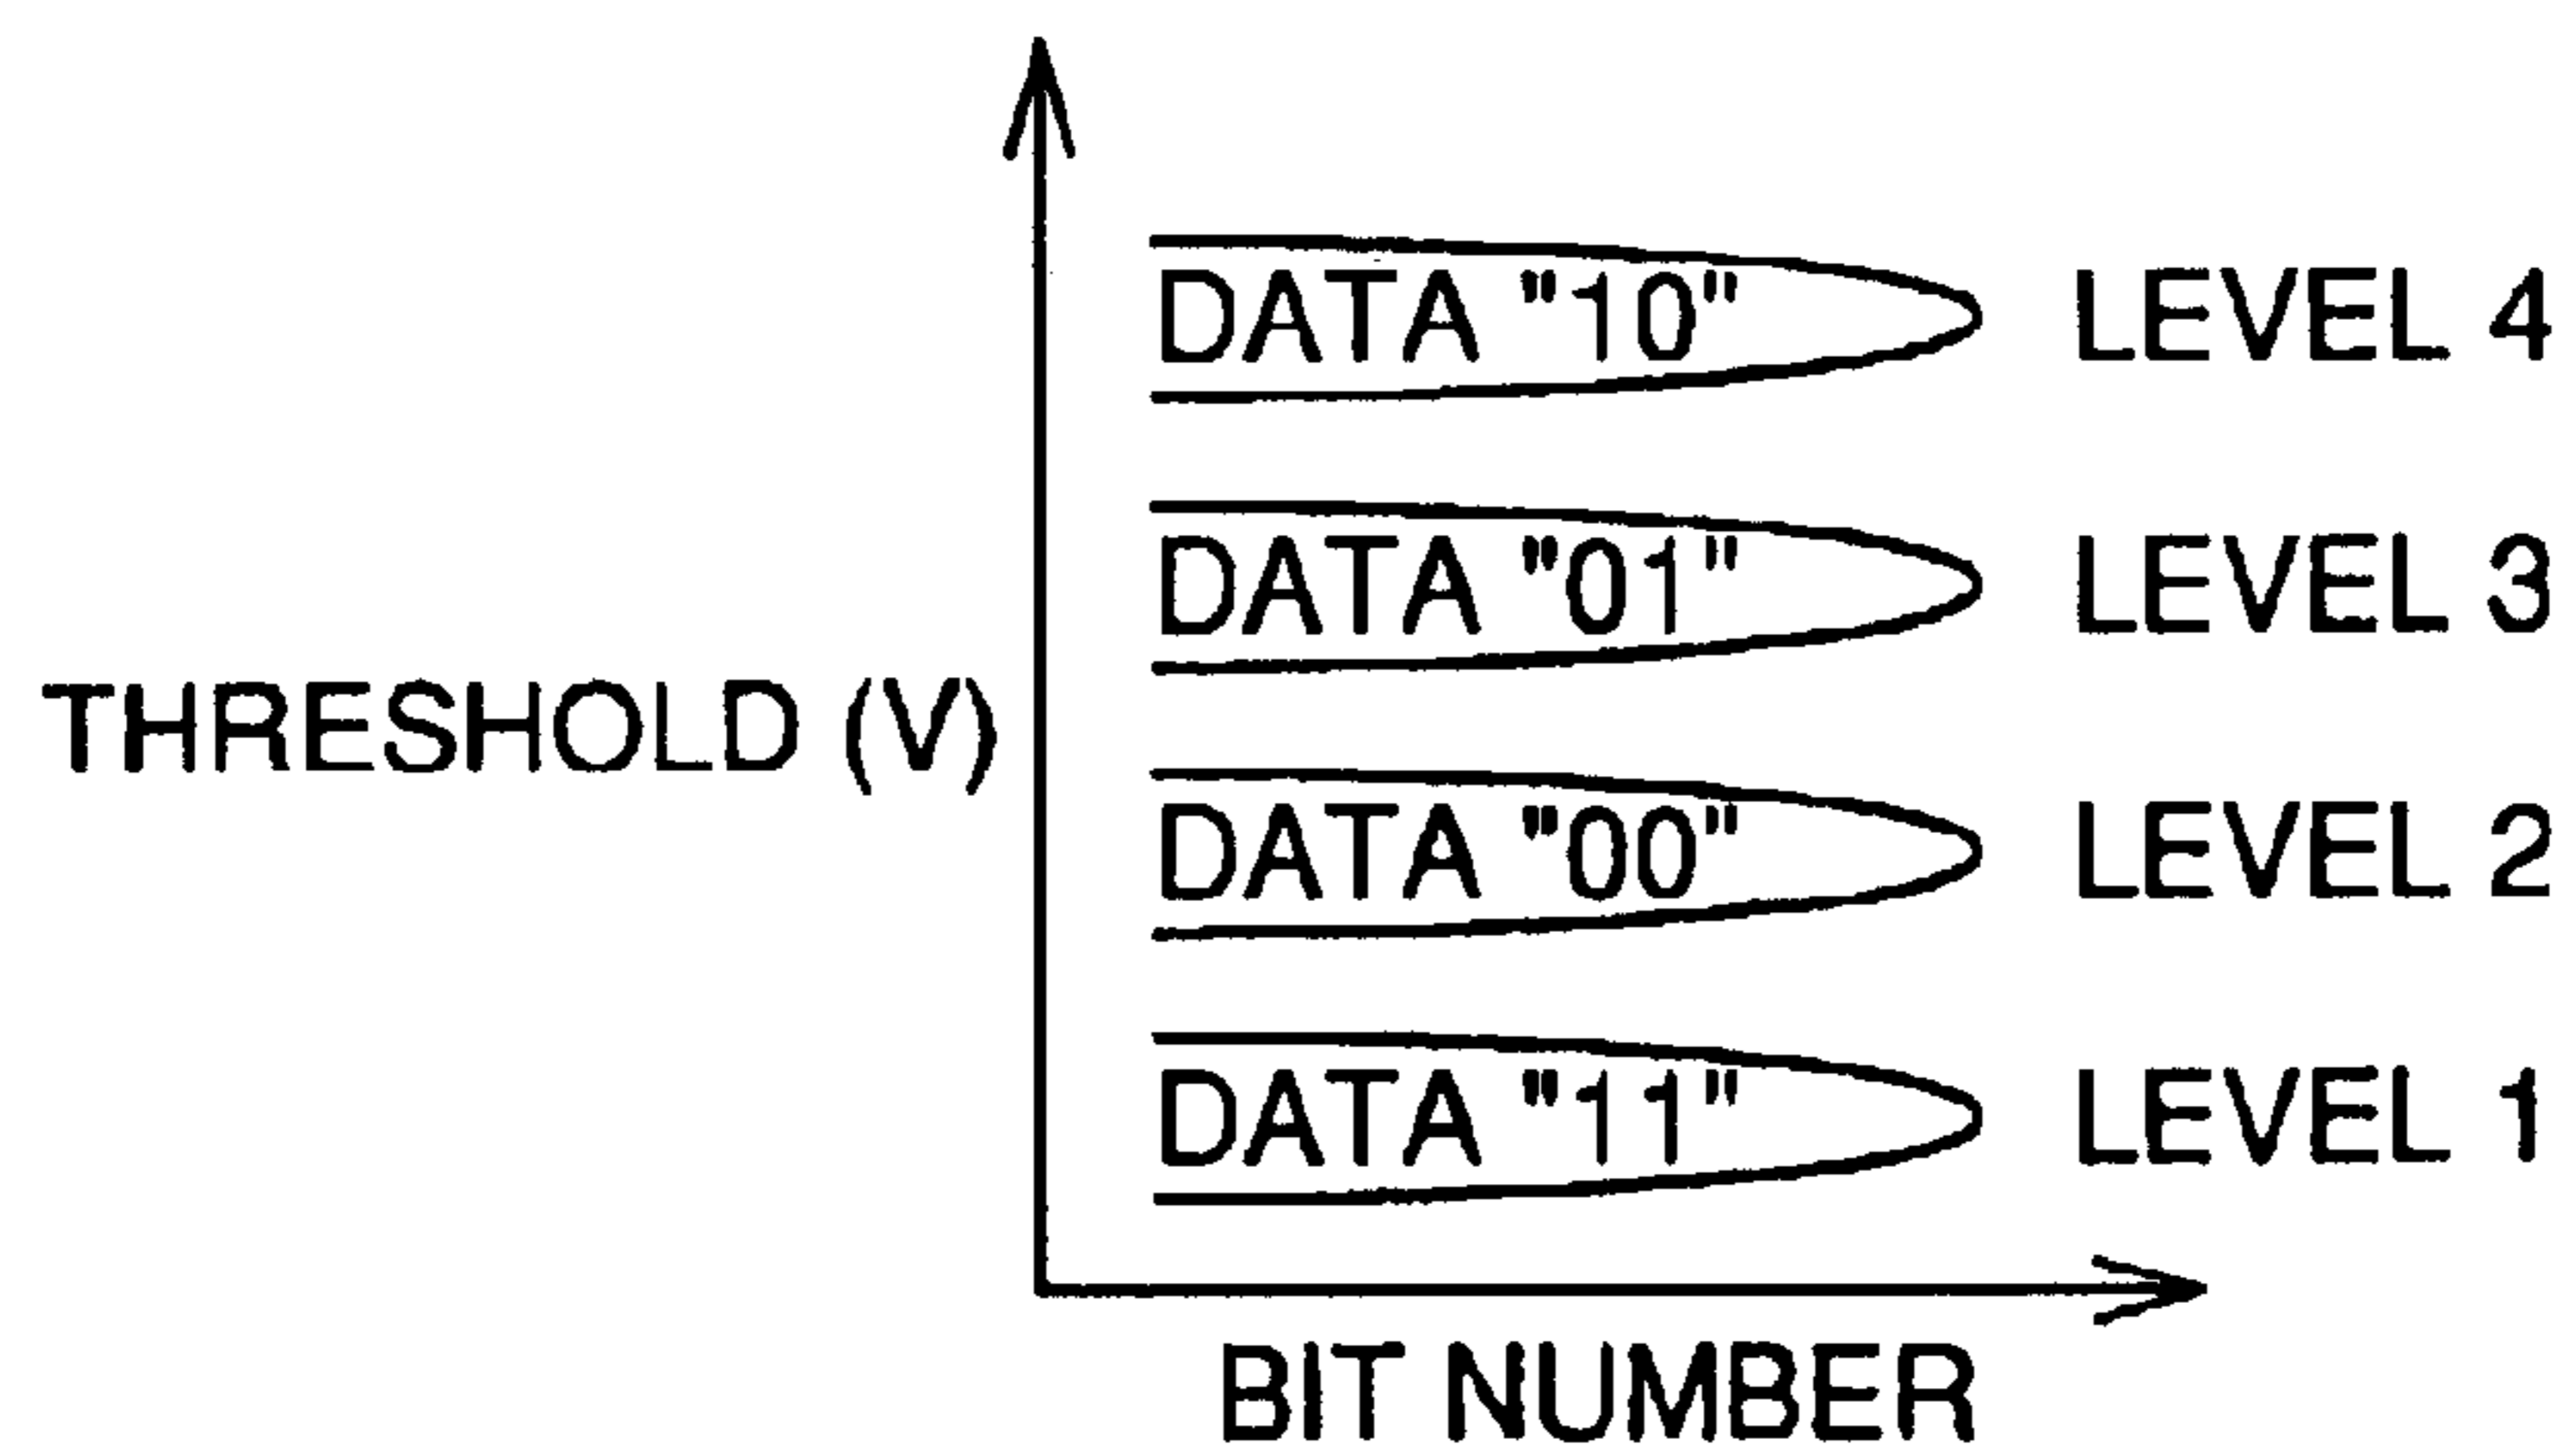 DATA "10" LEVEL 4
DATA "01" LEVEL 3
THRESHOLD (V)
DATA "00" LEVEL 2
DATA "11" LEVEL 1
BIT NUMBER